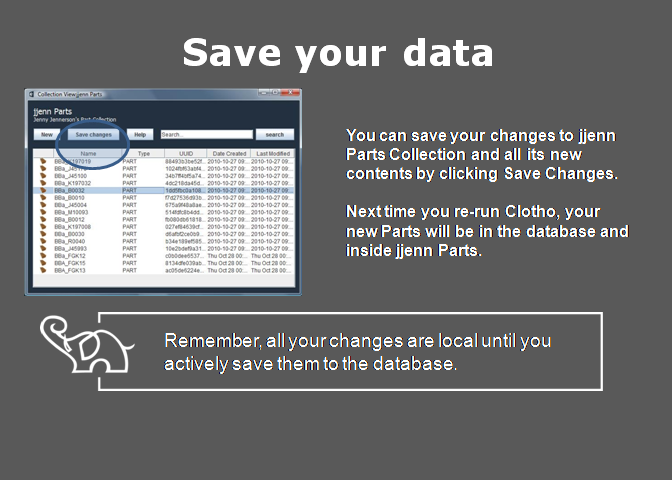 Save your data
Collection View:jjenn Parts
jjenn Parts
Jenny Jennerson's Part Collection
New Save changes Help Search... search
Name Type UUID Date Created Last Modified
BBa_K197019 PART 88493b3be52f... 2010-10-27 09:... 2010-10-27 09:...
PART 2010-10-27 09:... 2010-10-27 09:...
BBa_J45100 PART 2010-10-27 09:... 2010-10-27 09:...
BBa_K197032 PART 2010-10-27 09:... 2010-10-27 09:...
BBa_B0032 PART 2010-10-27 09:... 2010-10-27 09:...
BBa_B0010 PART f7d27536d93b... 2010-10-27 09:... 2010-10-27 09:...
BBa_J45004 PART 2010-10-27 09:... 2010-10-27 09:...
BBa_M10093 PART 2010-10-27 09:... 2010-10-27 09:...
BBa_B0012 PART 2010-10-27 09:... 2010-10-27 09:...
BBa_K197008 PART 2010-10-27 09:... 2010-10-27 09:...
BBa_B0030 PART 2010-10-27 09:... 2010-10-27 09:...
BBa_R0040 PART 2010-10-27 09:... 2010-10-27 09:...
BBa_J45993 PART 2010-10-27 09:... 2010-10-27 09:...
BBa_FGK12 PART c0b0dee6537... Thu Oct 28 00:... Thu Oct 28 00:...
BBa_FGK15 PART 8134dfe039ab... Thu Oct 28 00:... Thu Oct 28 00:...
BBa_FGK13 PART ac05de6224e... Thu Oct 28 00:... Thu Oct 28 00:...
You can save your changes to jjenn
Parts Collection and all its new
contents by clicking Save Changes.
Next time you re-run Clotho, your
new Parts will be in the database and
inside jjenn Parts.
Remember, all your changes are local until you
actively save them to the database.